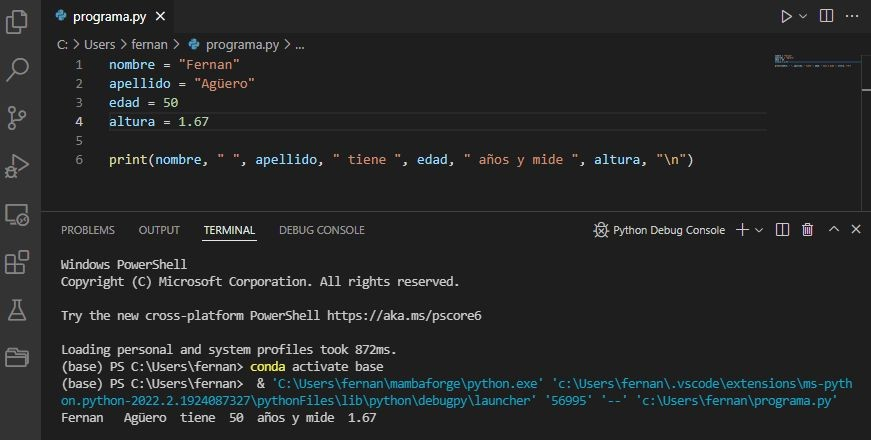 programa.py
C: > Users > fernan > programa.py > ...
1 nombre = "Fernan"
2 apellido = "Agüero"
3 edad = 50
4 altura = 1.67
5
6 print(nombre, " ", apellido, " tiene ", edad, " años y mide ", altura, "\n")
PROBLEMS OUTPUT TERMINAL DEBUG CONSOLE Python Debug Console
Windows PowerShell
Copyright (C) Microsoft Corporation. All rights reserved.
Try the new cross-platform PowerShell https://aka.ms/pscore6
Loading personal and system profiles took 872ms.
(base) PS C:\Users\fernan> conda activate base
(base) PS C:\Users\fernan>  & 'C:\Users\fernan\mambaforge\python.exe' 'c:\Users\fernan\.vscode\extensions\ms-pyth
on.python-2022.2.1924087327\pythonFiles\lib\python\debugpy\launcher' '56995' '--' 'c:\Users\fernan\programa.py'
Fernan   Agüero  tiene  50  años y mide  1.67